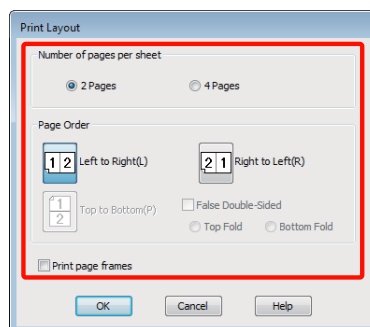 Print Layout
Number of pages per sheet
2 Pages 4 Pages
Page Order
1 2 Left to Right(L) 2 1 Right to Left(R)
1 2 Top to Bottom(P) False Double-Sided
Top Fold Bottom Fold
Print page frames
OK Cancel Help